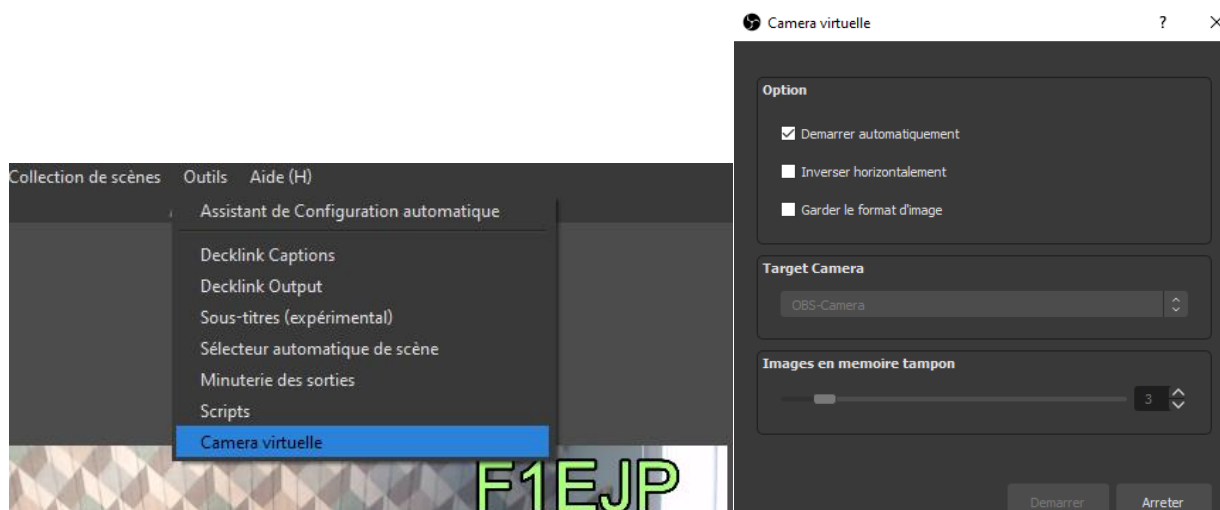 Collection de scènes Outils Aide (H)
Assistant de Configuration automatique
Decklink Captions
Decklink Output
Sous-titres (expérimental)
Sélecteur automatique de scène
Minuterie des sorties
Scripts
Camera virtuelle
F1EJP
Camera virtuelle ?
Option
Demarrer automatiquement
Inverser horizontalement
Garder le format d'image
Target Camera
OBS-Camera
Images en memoire tampon
3
Demarrer Arreter